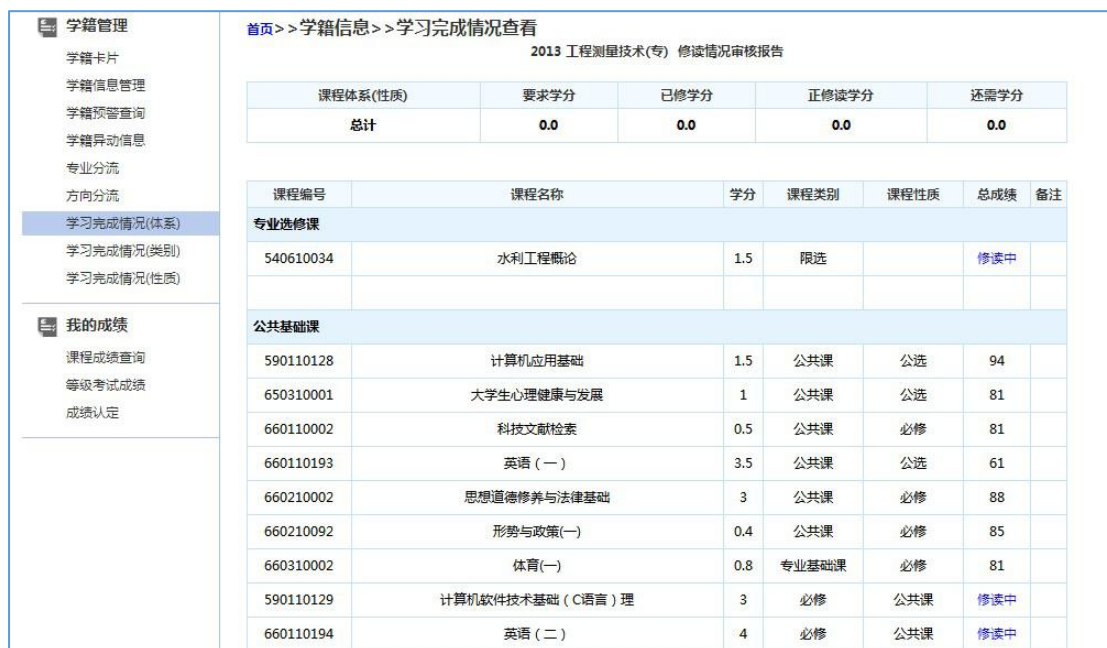 学籍管理
学籍卡片
学籍信息管理
学籍预警查询
学籍异动信息
专业分流
方向分流
学习完成情况(体系)
学习完成情况(类别)
学习完成情况(性质)
我的成绩
课程成绩查询
等级考试成绩
成绩认定
首页>>学籍信息>>学习完成情况查看
2013 工程测量技术(专) 修读情况审核报告
课程体系(性质) 要求学分 已修学分 正修读学分 还需学分
总计 0.0 0.0 0.0 0.0
课程编号 课程名称 学分 课程类别 课程性质 总成绩 备注
专业选修课
540610034 水利工程概论 1.5 限选 修读中
公共基础课
590110128 计算机应用基础 1.5 公共课 公选 94
650310001 大学生心理健康与发展 1 公共课 公选 81
660110002 科技文献检索 0.5 公共课 必修 81
660110193 英语（一） 3.5 公共课 公选 61
660210002 思想道德修养与法律基础 3 公共课 必修 88
660210092 形势与政策(一) 0.4 公共课 必修 85
660310002 体育(一) 0.8 专业基础课 必修 81
590110129 计算机软件技术基础（C语言）理 3 必修 公共课 修读中
660110194 英语（二） 4 必修 公共课 修读中